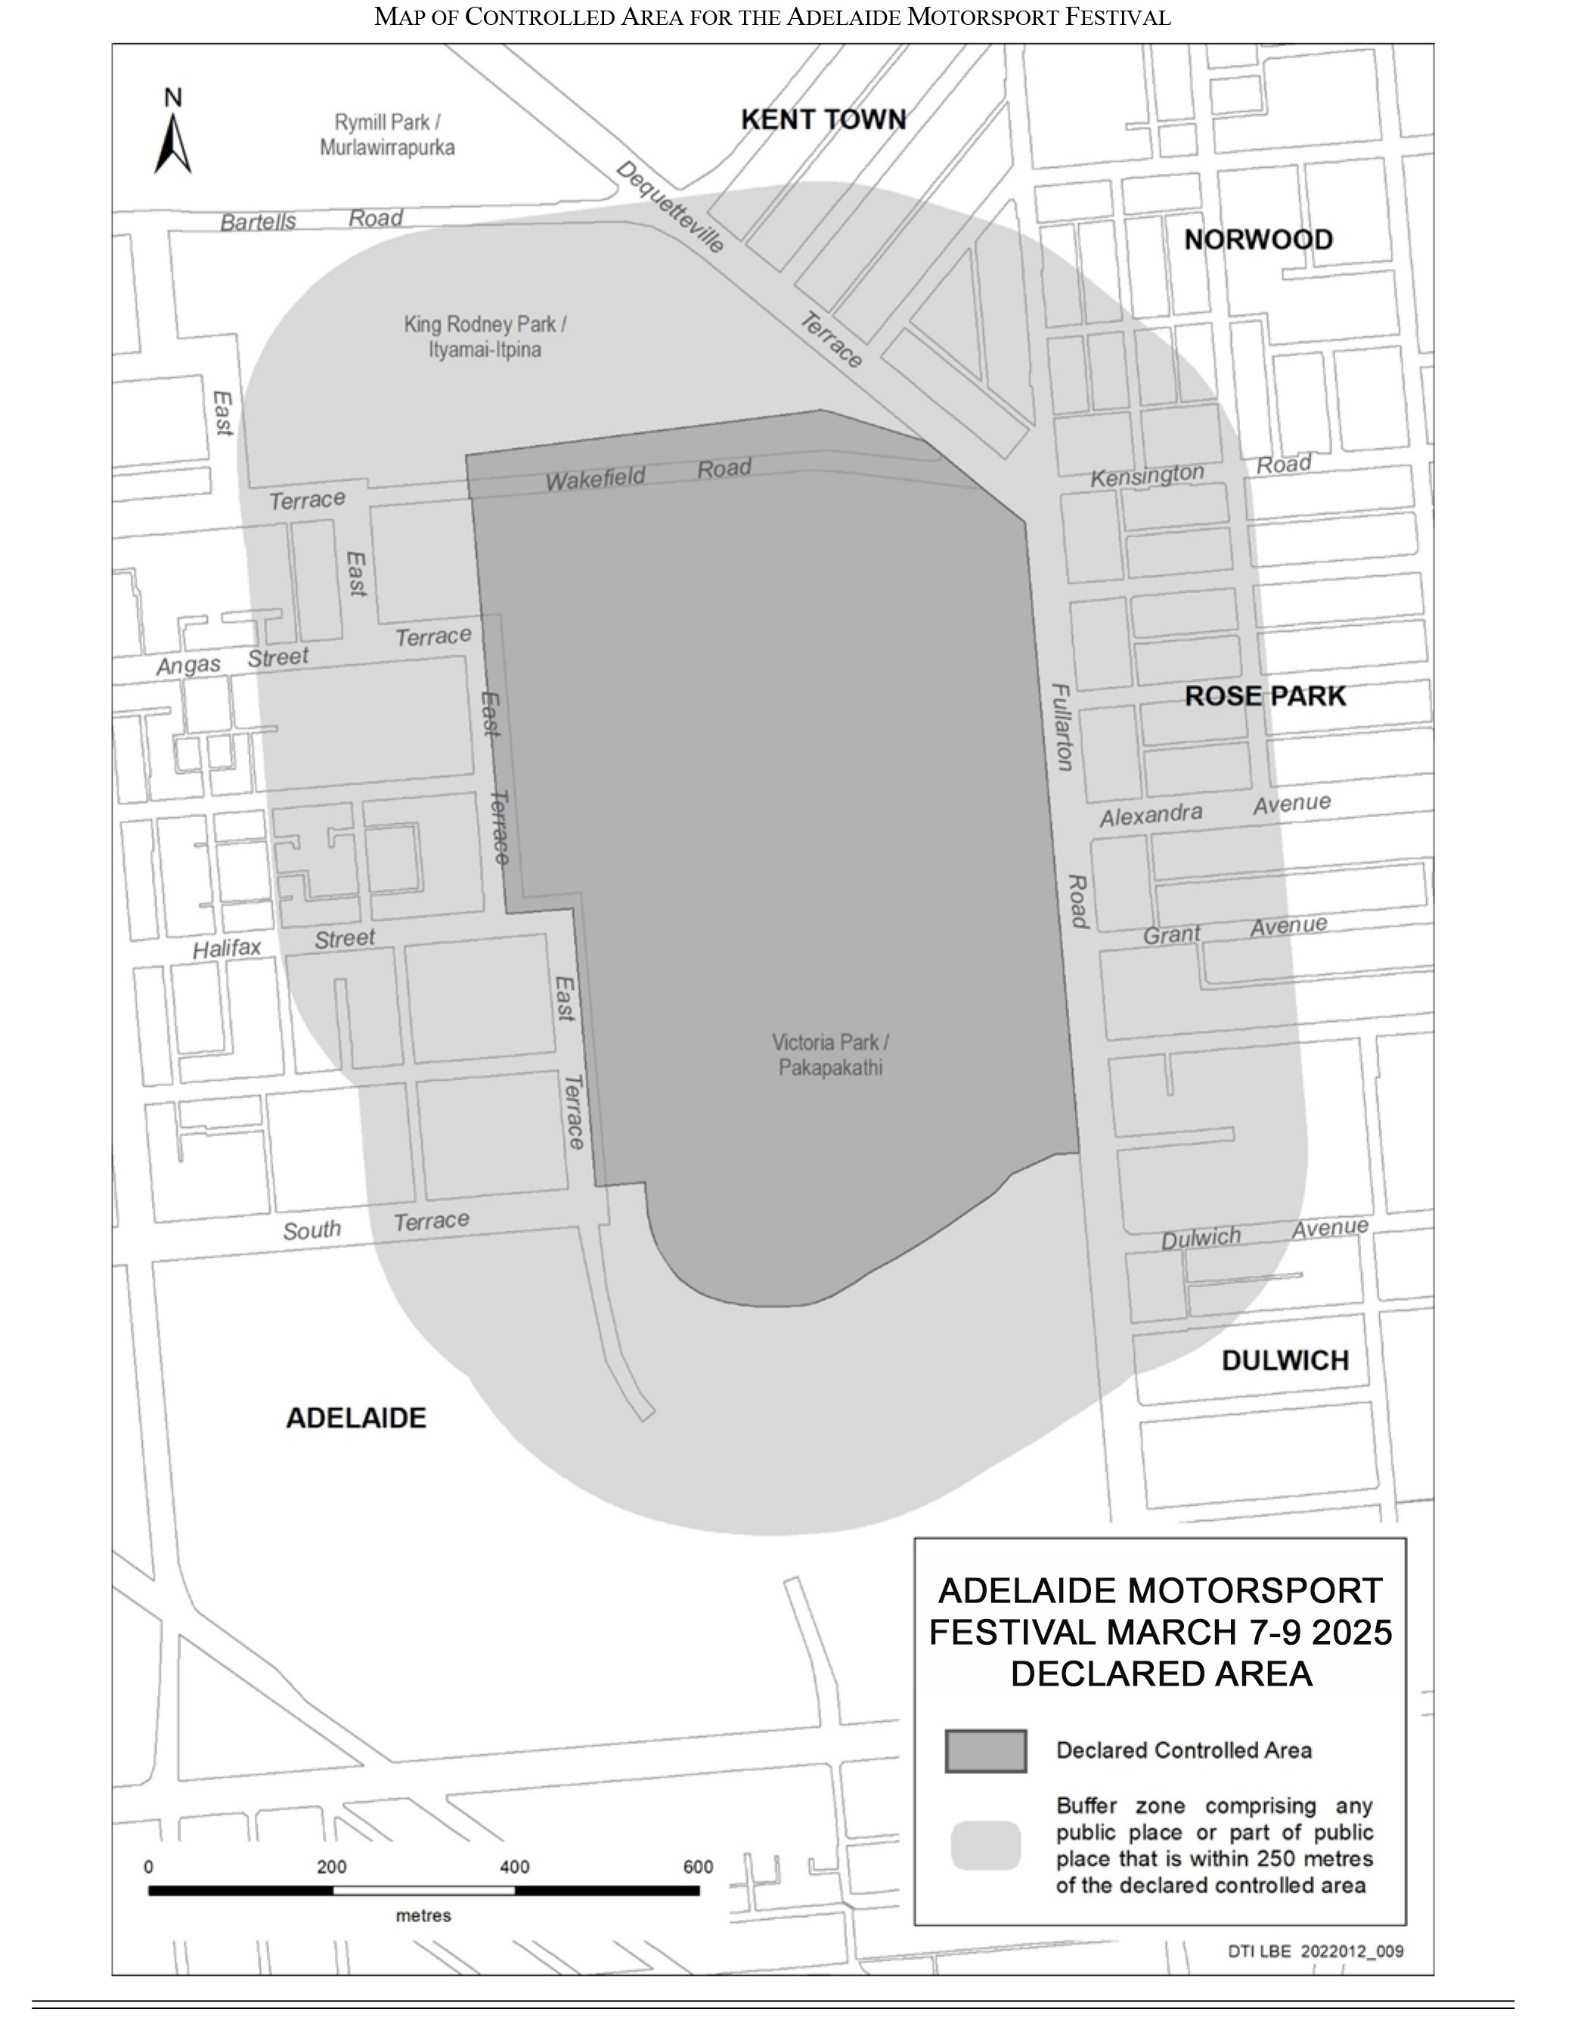 MAP OF CONTROLLED AREA FOR THE ADELAIDE MOTORSPORT FESTIVAL
N
Rymill Park /
Murlawirrapurka
KENT TOWN
Dequetteville
Terrace
Bartells Road
NORWOOD
King Rodney Park /
Ityamai-Itpina
East
Terrace
Wakefield Road
Kensington Road
East
Terrace
Angas Street
East
Terrace
Fullarton
Road
ROSE PARK
Alexandra Avenue
Halifax Street
Grant Avenue
East
Terrace
Victoria Park /
Pakapakathi
South Terrace
Dulwich Avenue
DULWICH
ADELAIDE
ADELAIDE MOTORSPORT
FESTIVAL MARCH 7-9 2025
DECLARED AREA
Declared Controlled Area
Buffer zone comprising any
public place or part of public
place that is within 250 metres
of the declared controlled area
0 200 400 600
metres
DTI LBE 2022012_009